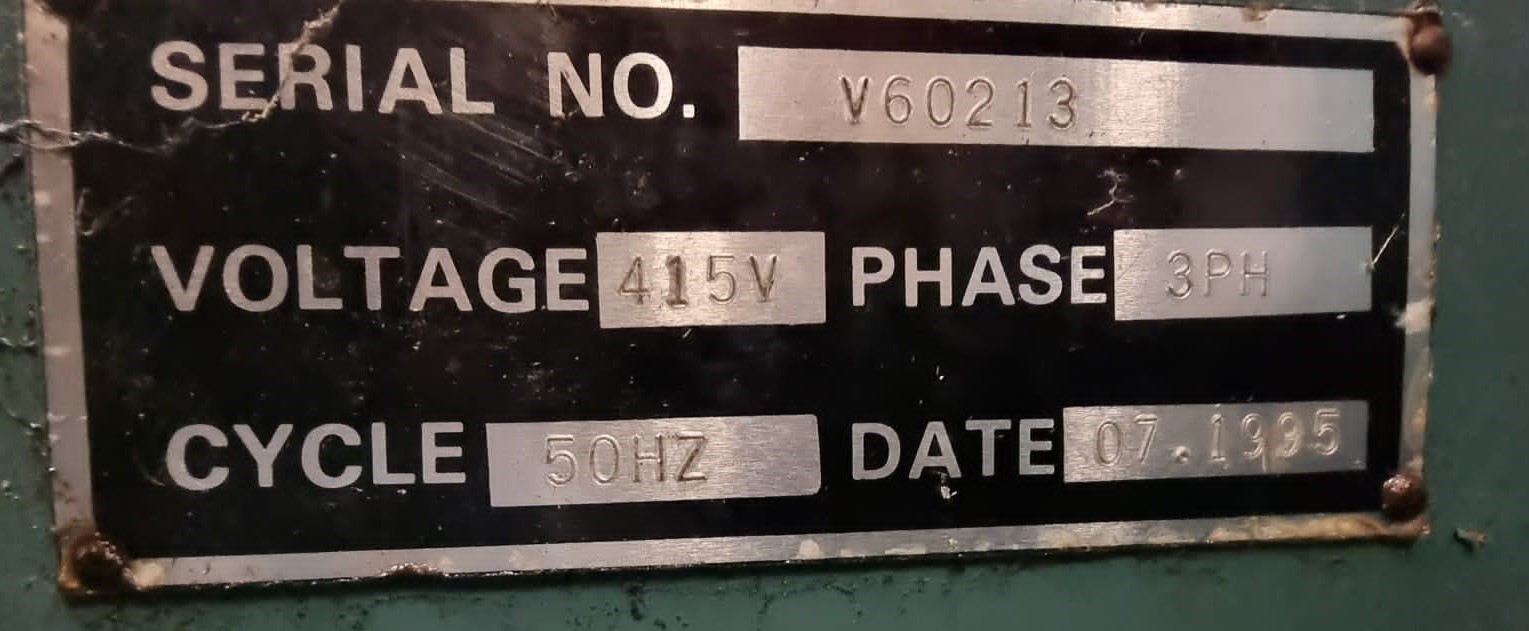 SERIAL NO. V60213
VOLTAGE 415V PHASE 3PH
CYCLE 50HZ DATE 07.1995